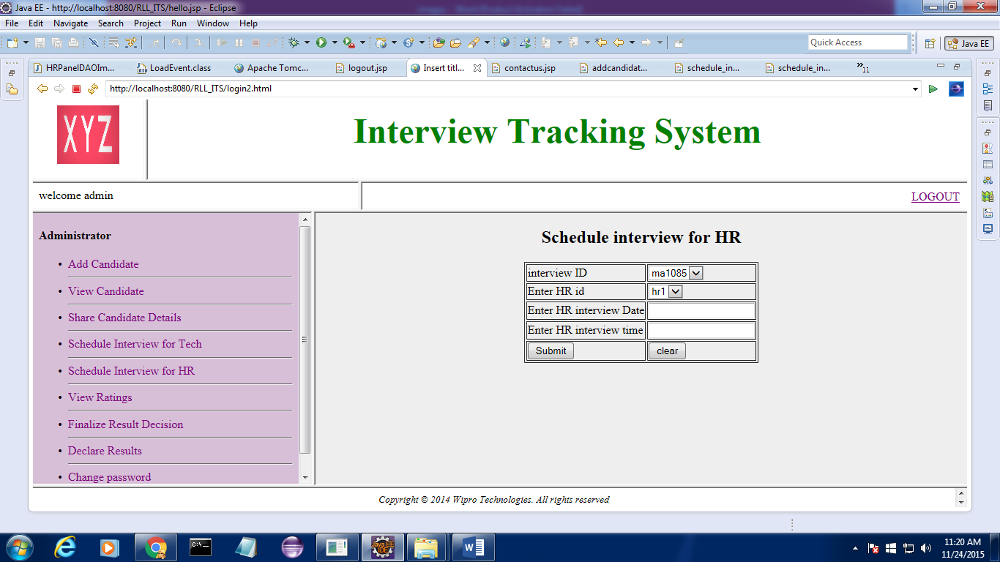 Java EE - http://localhost:8080/RLL_ITS/hello.jsp - Eclipse
File Edit Navigate Search Project Run Window Help
Quick Access
Java EE
HRPanelDAOIm...
LoadEvent.class
Apache Tomc...
logout.jsp
Insert titl...
contactus.jsp
addcandidat...
schedule_in...
schedule_in...
»11
http://localhost:8080/RLL_ITS/login2.html
XYZ
Interview Tracking System
welcome admin
LOGOUT
Administrator
• Add Candidate
• View Candidate
• Share Candidate Details
• Schedule Interview for Tech
• Schedule Interview for HR
• View Ratings
• Finalize Result Decision
• Declare Results
• Change password
Schedule interview for HR
interview ID ma1085
Enter HR id hr1
Enter HR interview Date
Enter HR interview time
Submit clear
Copyright © 2014 Wipro Technologies. All rights reserved
11:20 AM
11/24/2015